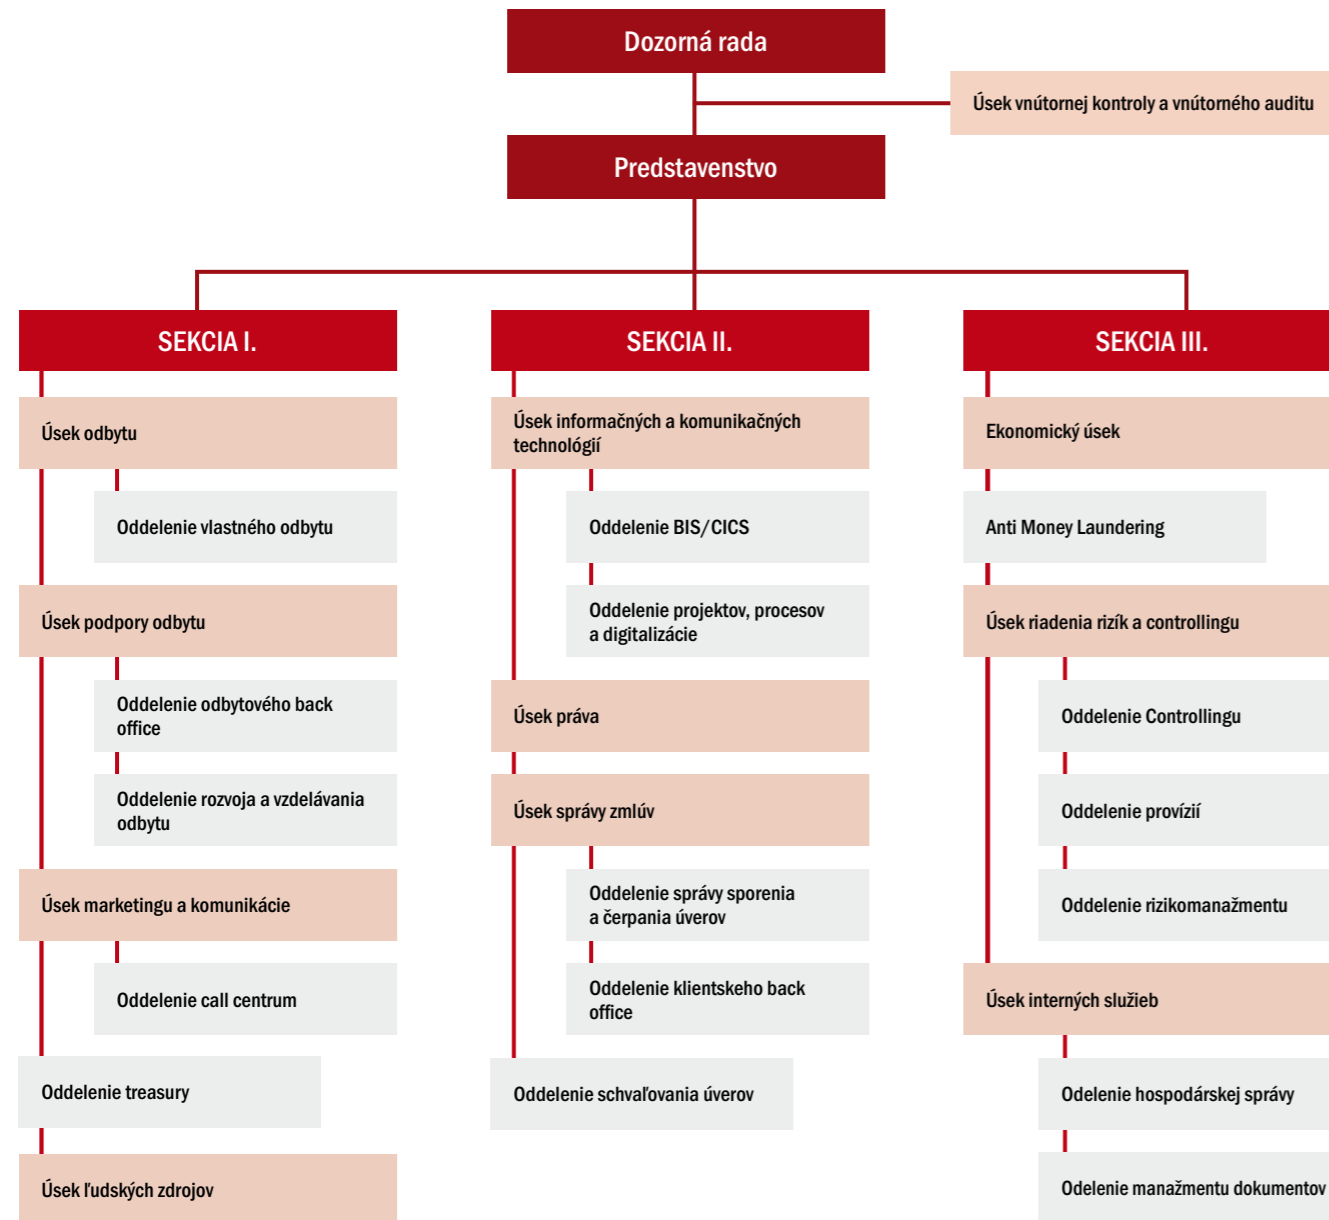 Dozorná rada
Úsek vnútornej kontroly a vnútorného auditu
Predstavenstvo
SEKCIA I.
Úsek odbytu
Oddelenie vlastného odbytu
Úsek podpory odbytu
Oddelenie odbytového back
office
Oddelenie rozvoja a vzdelávania
odbytu
Úsek marketingu a komunikácie
Oddelenie call centrum
Oddelenie treasury
Úsek ľudských zdrojov
SEKCIA II.
Úsek informačných a komunikačných
technológií
Oddelenie BIS/CICS
Oddelenie projektov, procesov
a digitalizácie
Úsek práva
Úsek správy zmlúv
Oddelenie správy sporenia
a čerpania úverov
Oddelenie klientskeho back
office
Oddelenie schvaľovania úverov
SEKCIA III.
Ekonomický úsek
Anti Money Laundering
Úsek riadenia rizík a controllingu
Oddelenie Controllingu
Oddelenie provízií
Oddelenie rizikomanažmentu
Úsek interných služieb
Odelenie hospodárskej správy
Odelenie manažmentu dokumentov